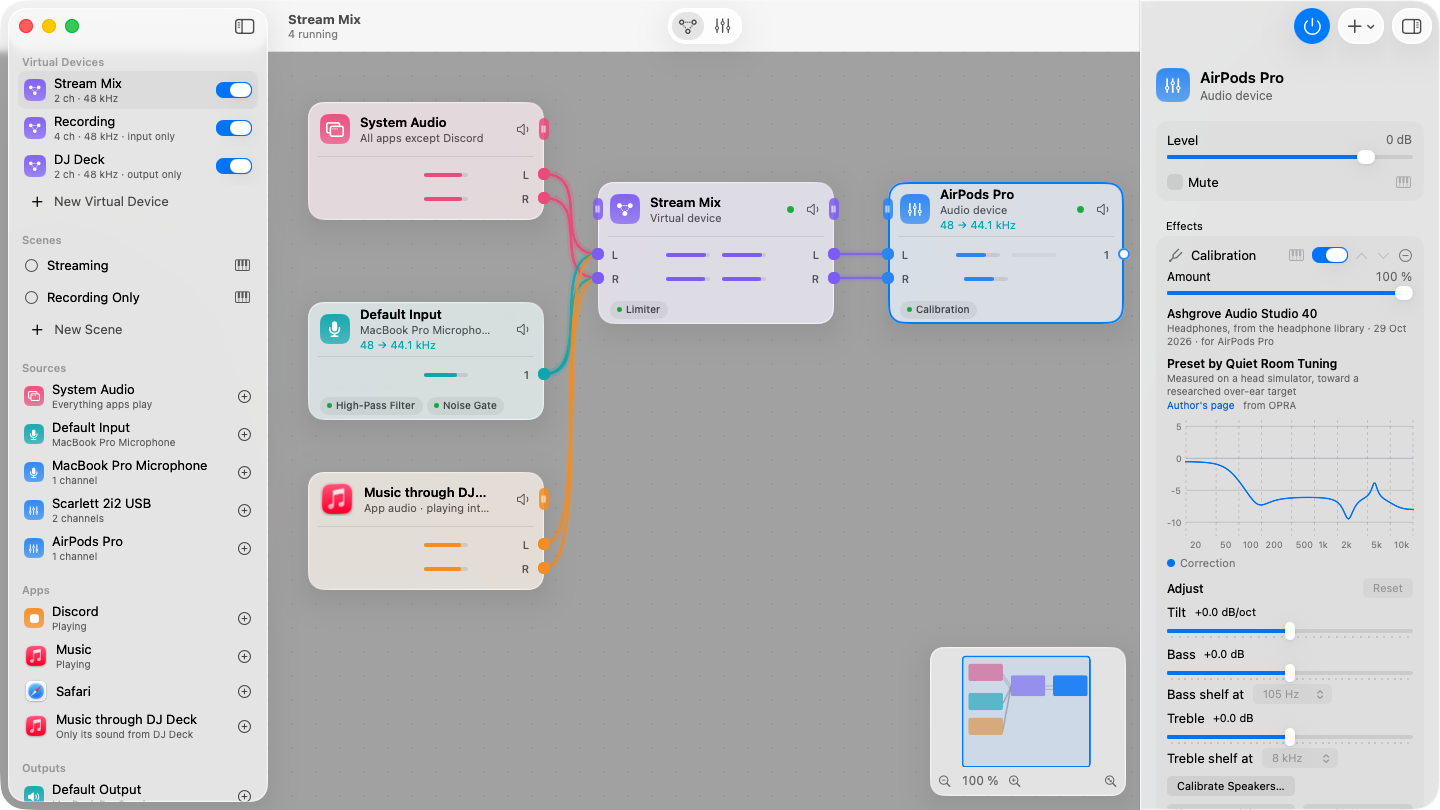 Virtual Devices
Stream Mix
2 ch · 48 kHz
Recording
4 ch · 48 kHz · input only
DJ Deck
2 ch · 48 kHz · output only
New Virtual Device
Scenes
Streaming
Recording Only
New Scene
Sources
System Audio
Everything apps play
Default Input
MacBook Pro Microphone
MacBook Pro Microphone
1 channel
Scarlett 2i2 USB
2 channels
AirPods Pro
1 channel
Apps
Discord
Playing
Music
Playing
Safari
Music through DJ Deck
Only its sound from DJ Deck
Outputs
Default Output
Stream Mix
4 running
System Audio
All apps except Discord
L
R
Default Input
MacBook Pro Micropho...
48 → 44.1 kHz
1
High-Pass Filter
Noise Gate
Music through DJ...
App audio · playing int...
L
R
Stream Mix
Virtual device
L L
R R
Limiter
AirPods Pro
Audio device
48 → 44.1 kHz
L 1
R
Calibration
100 %
AirPods Pro
Audio device
Level 0 dB
Mute
Effects
Calibration
Amount 100 %
Ashgrove Audio Studio 40
Headphones, from the headphone library · 29 Oct
2026 · for AirPods Pro
Preset by Quiet Room Tuning
Measured on a head simulator, toward a
researched over-ear target
Author's page from OPRA
5
0
-5
-10
20 50 100 200 500 1k 2k 5k 10k
Correction
Adjust Reset
Tilt +0.0 dB/oct
Bass +0.0 dB
Bass shelf at 105 Hz
Treble +0.0 dB
Treble shelf at 8 kHz
Calibrate Speakers...